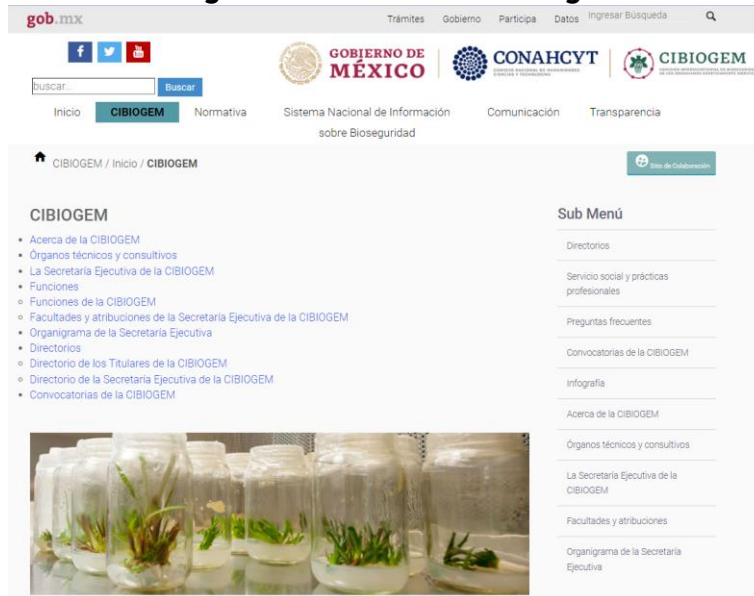 gob.mx
Trámites Gobierno Participa Datos Ingresar Búsqueda
buscar... Buscar
GOBIERNO DE
MÉXICO
CONAHCYT
CIBIOGEM
Inicio CIBIOGEM Normativa Sistema Nacional de Información sobre Bioseguridad Comunicación Transparencia
CIBIOGEM / Inicio / CIBIOGEM
Sitio de Colaboración
CIBIOGEM
Acerca de la CIBIOGEM
Órganos técnicos y consultivos
La Secretaría Ejecutiva de la CIBIOGEM
Funciones
Funciones de la CIBIOGEM
Facultades y atribuciones de la Secretaría Ejecutiva de la CIBIOGEM
Organigrama de la Secretaría Ejecutiva
Directorios
Directorio de los Titulares de la CIBIOGEM
Directorio de la Secretaría Ejecutiva de la CIBIOGEM
Convocatorias de la CIBIOGEM
Sub Menú
Directorios
Servicio social y prácticas
profesionales
Preguntas frecuentes
Convocatorias de la CIBIOGEM
Infografía
Acerca de la CIBIOGEM
Órganos técnicos y consultivos
La Secretaría Ejecutiva de la
CIBIOGEM
Facultades y atribuciones
Organigrama de la Secretaría
Ejecutiva